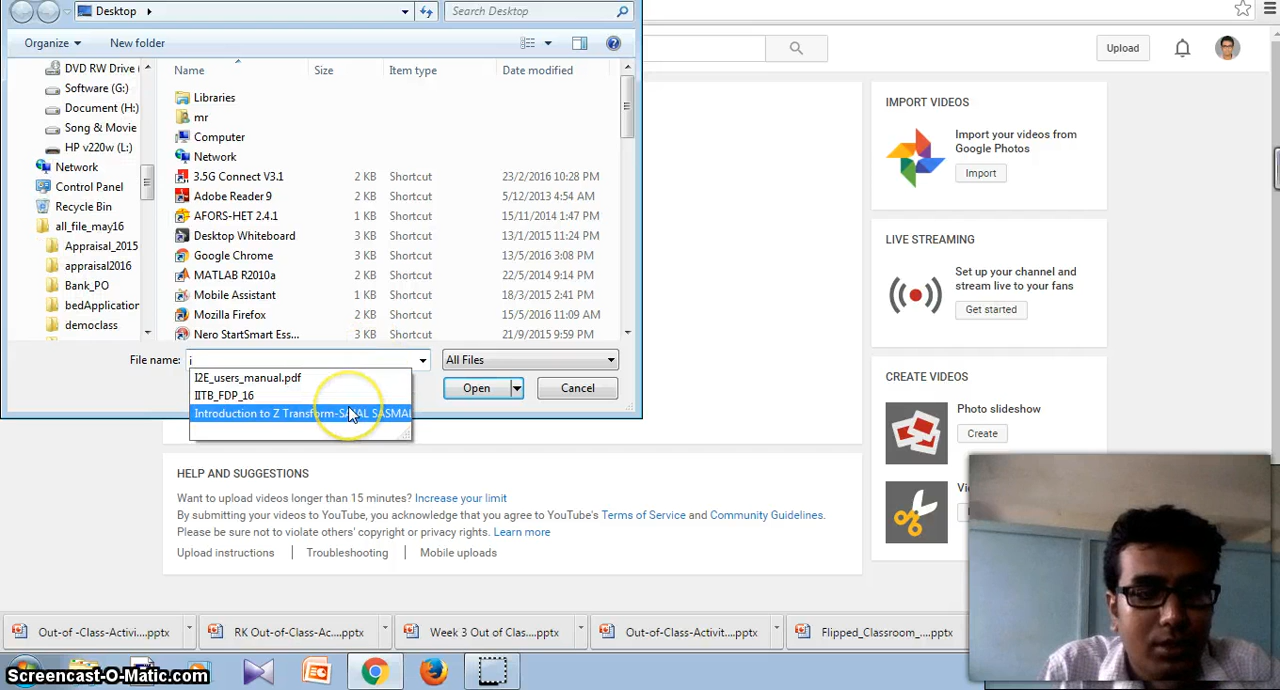 Desktop
Search Desktop
Organize
New folder
DVD RW Drive (
Software (G:)
Document (H:)
Song & Movie
HP v220w (L:)
Network
Control Panel
Recycle Bin
all_file_may16
Appraisal_2015
appraisal2016
Bank_PO
bedApplication
democlass
Name Size Item type Date modified
Libraries
mr
Computer
Network
3.5G Connect V3.1 2 KB Shortcut 23/2/2016 10:28 PM
Adobe Reader 9 2 KB Shortcut 5/12/2013 4:54 AM
AFORS-HET 2.4.1 1 KB Shortcut 15/11/2014 1:47 PM
Desktop Whiteboard 3 KB Shortcut 13/1/2015 11:24 PM
Google Chrome 3 KB Shortcut 13/5/2016 3:08 PM
MATLAB R2010a 2 KB Shortcut 22/5/2014 9:14 PM
Mobile Assistant 1 KB Shortcut 18/3/2015 2:41 PM
Mozilla Firefox 2 KB Shortcut 15/5/2016 11:09 AM
Nero StartSmart Ess... 2 KB Shortcut 21/9/2015 9:59 PM
File name: i
All Files
I2E_users_manual.pdf
IITB_FDP_16
Introduction to Z Transform-SAJAL SASMAL
Open
Cancel
Upload
IMPORT VIDEOS
Import your videos from
Google Photos
Import
LIVE STREAMING
Set up your channel and
stream live to your fans
Get started
CREATE VIDEOS
Photo slideshow
Create
HELP AND SUGGESTIONS
Want to upload videos longer than 15 minutes? Increase your limit
By submitting your videos to YouTube, you acknowledge that you agree to YouTube's Terms of Service and Community Guidelines.
Please be sure not to violate others' copyright or privacy rights. Learn more
Upload instructions Troubleshooting Mobile uploads
Out-of -Class-Activi....pptx
RK Out-of-Class-Ac....pptx
Week 3 Out of Clas....pptx
Out-of-Class-Activit....pptx
Flipped_Classroom_....pptx
Screencast-O-Matic.com